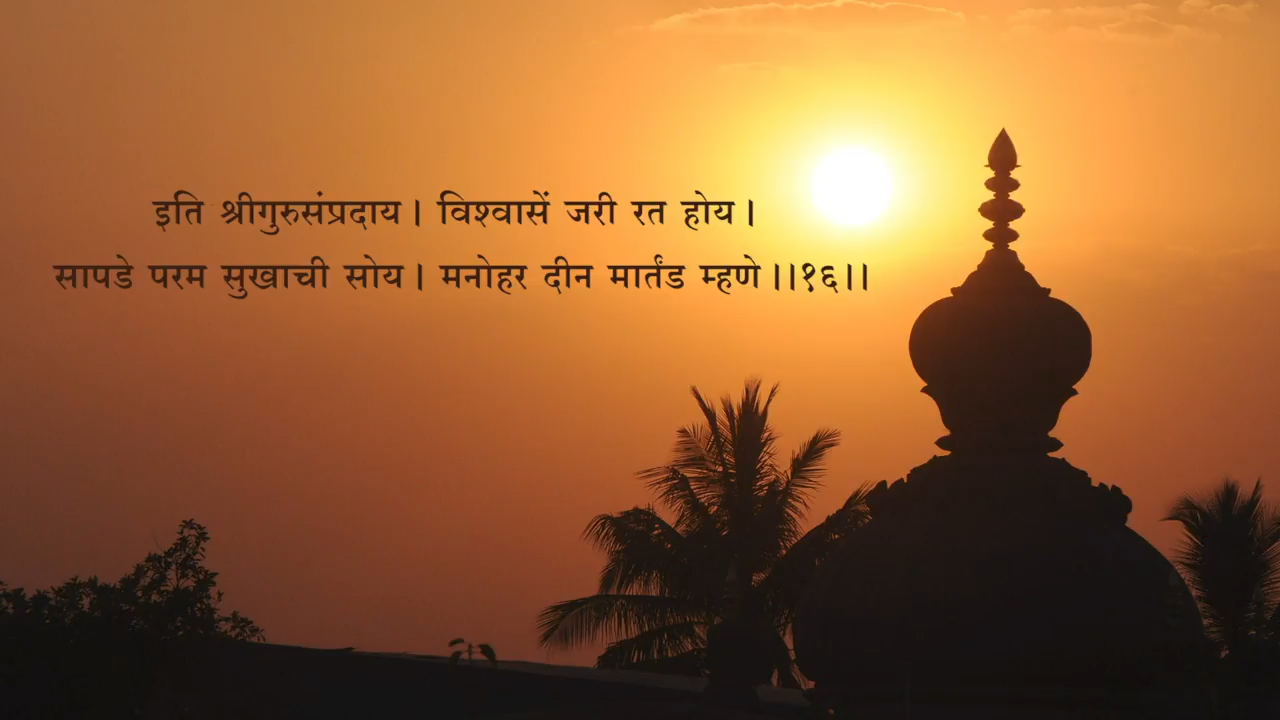 इति श्रीगुरुसंप्रदाय । विश्वासें जरी रत होय ।
सापडे परम सुखाची सोय । मनोहर दीन मार्तंड म्हणे ।।१६।।